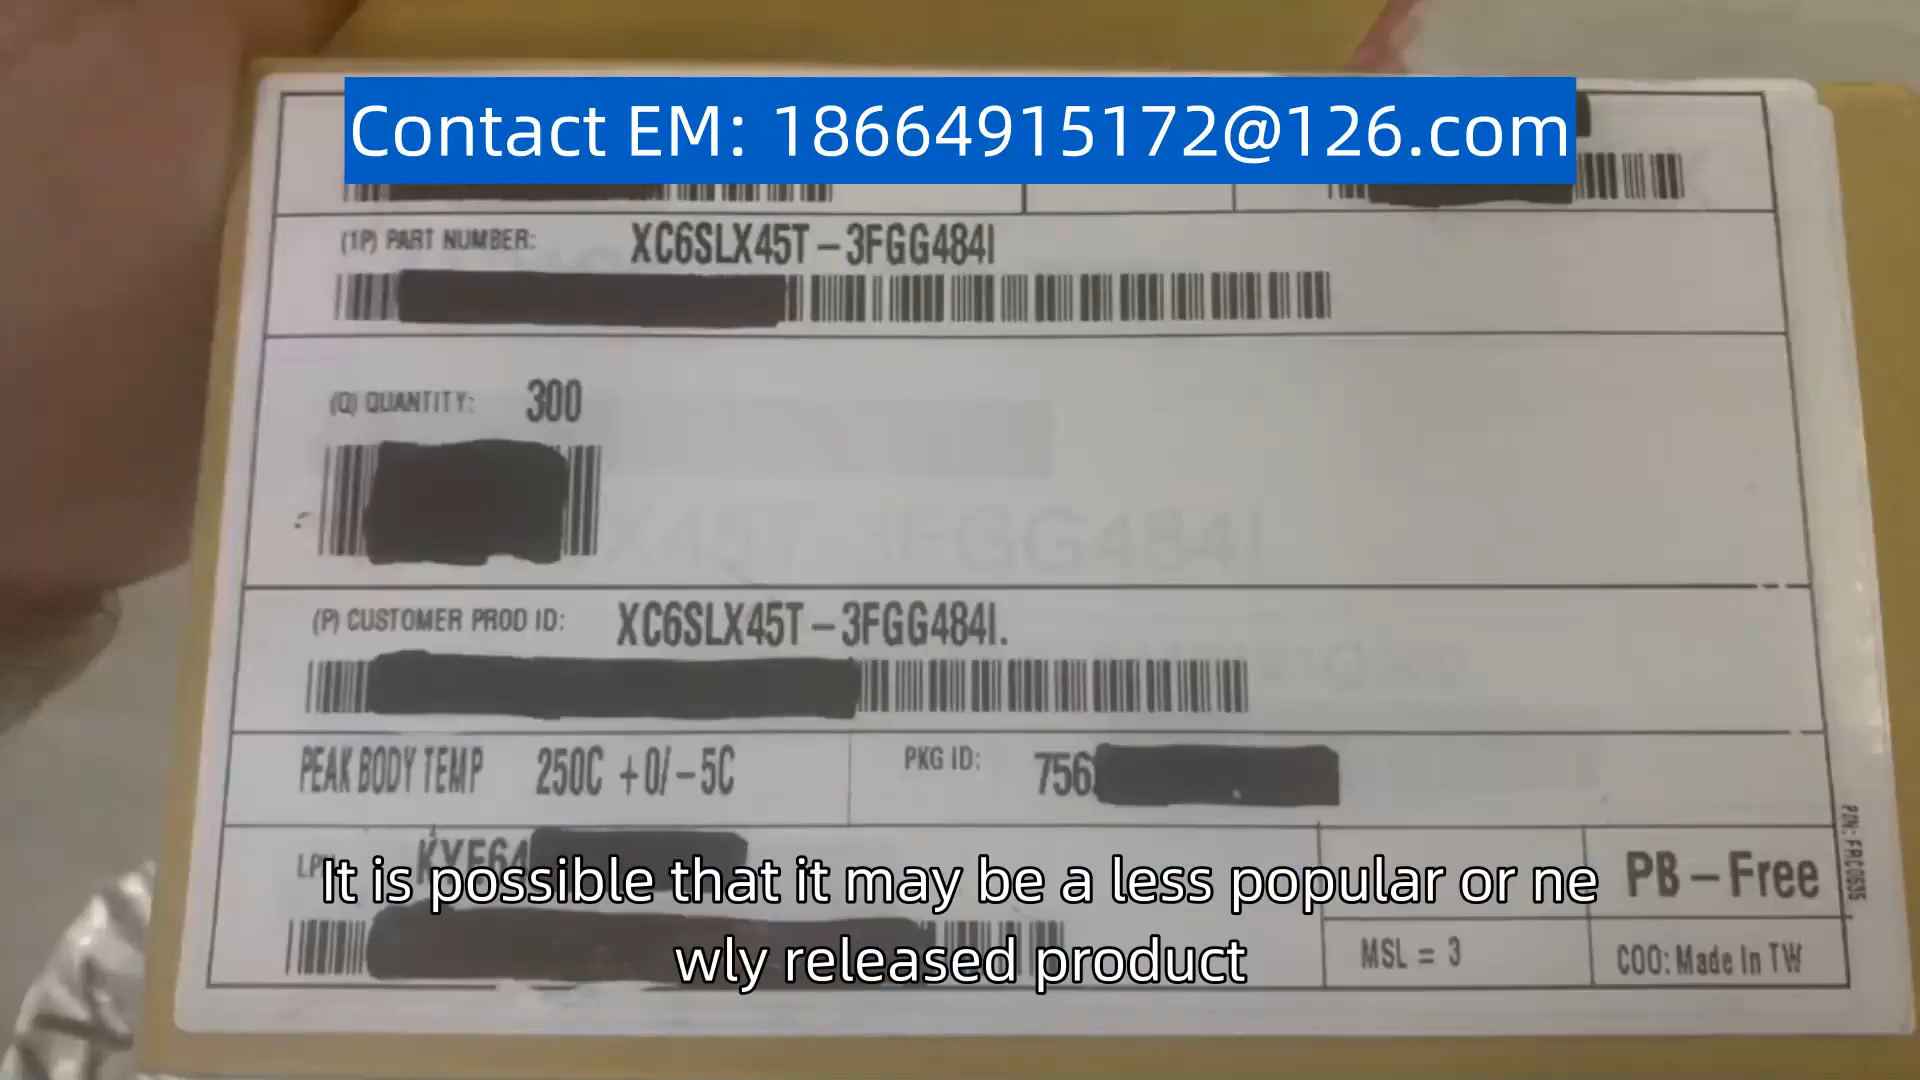 Contact EM: 18664915172@126.com
(1P) PART NUMBER: XC6SLX45T-3FGG484I
(Q) QUANTITY: 300
X45T-3FGG484I
(P) CUSTOMER PROD ID: XC6SLX45T-3FGG484I.
PEAK BODY TEMP 250C +0/-5C PKG ID: 756
It is possible that it may be a less popular or ne
wly released product
PB-Free
MSL = 3
COO: Made In TW